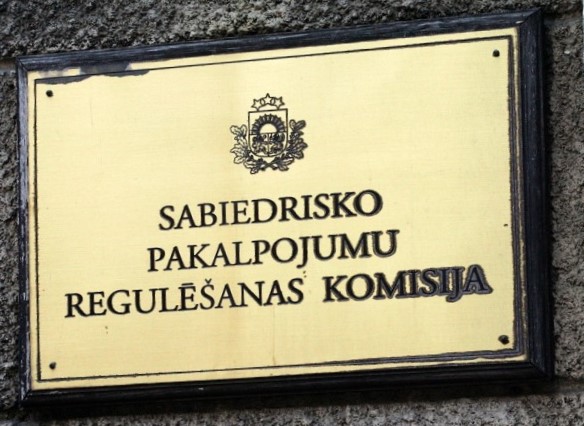 SABIEDRISKO
PAKALPOJUMU
REGULĒŠANAS KOMISIJA